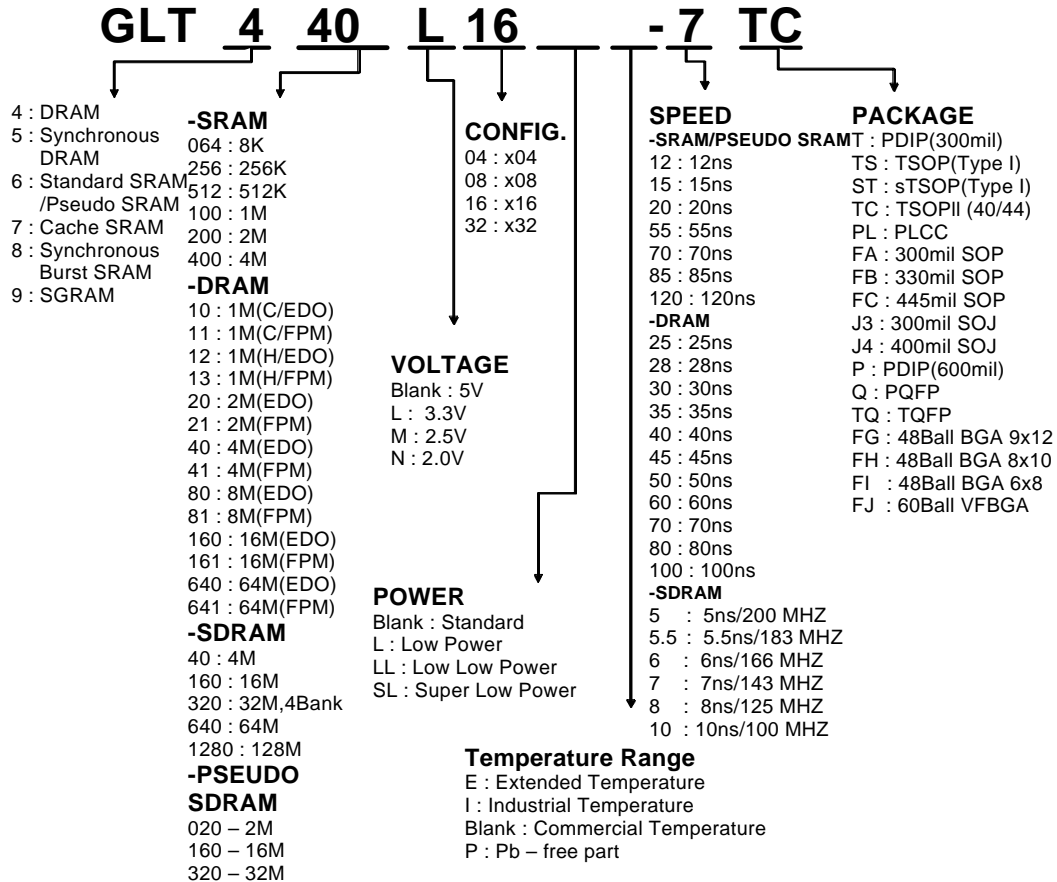 GLT 4 40 L 16 - 7 TC
4 : DRAM
5 : Synchronous
DRAM
6 : Standard SRAM
/Pseudo SRAM
7 : Cache SRAM
8 : Synchronous
Burst SRAM
9 : SGRAM
-SRAM
064 : 8K
256 : 256K
512 : 512K
100 : 1M
200 : 2M
400 : 4M
-DRAM
10 : 1M(C/EDO)
11 : 1M(C/FPM)
12 : 1M(H/EDO)
13 : 1M(H/FPM)
20 : 2M(EDO)
21 : 2M(FPM)
40 : 4M(EDO)
41 : 4M(FPM)
80 : 8M(EDO)
81 : 8M(FPM)
160 : 16M(EDO)
161 : 16M(FPM)
640 : 64M(EDO)
641 : 64M(FPM)
-SDRAM
40 : 4M
160 : 16M
320 : 32M,4Bank
640 : 64M
1280 : 128M
-PSEUDO
SDRAM
020 – 2M
160 – 16M
320 – 32M
VOLTAGE
Blank : 5V
L : 3.3V
M : 2.5V
N : 2.0V
CONFIG.
04 : x04
08 : x08
16 : x16
32 : x32
POWER
Blank : Standard
L : Low Power
LL : Low Low Power
SL : Super Low Power
Temperature Range
E : Extended Temperature
I : Industrial Temperature
Blank : Commercial Temperature
P : Pb – free part
SPEED
-SRAM/PSEUDO SRAM
12 : 12ns
15 : 15ns
20 : 20ns
55 : 55ns
70 : 70ns
85 : 85ns
120 : 120ns
-DRAM
25 : 25ns
28 : 28ns
30 : 30ns
35 : 35ns
40 : 40ns
45 : 45ns
50 : 50ns
60 : 60ns
70 : 70ns
80 : 80ns
100 : 100ns
-SDRAM
5 : 5ns/200 MHZ
5.5 : 5.5ns/183 MHZ
6 : 6ns/166 MHZ
7 : 7ns/143 MHZ
8 : 8ns/125 MHZ
10 : 10ns/100 MHZ
PACKAGE
T : PDIP(300mil)
TS : TSOP(Type I)
ST : sTSOP(Type I)
TC : TSOPll (40/44)
PL : PLCC
FA : 300mil SOP
FB : 330mil SOP
FC : 445mil SOP
J3 : 300mil SOJ
J4 : 400mil SOJ
P : PDIP(600mil)
Q : PQFP
TQ : TQFP
FG : 48Ball BGA 9x12
FH : 48Ball BGA 8x10
FI : 48Ball BGA 6x8
FJ : 60Ball VFBGA